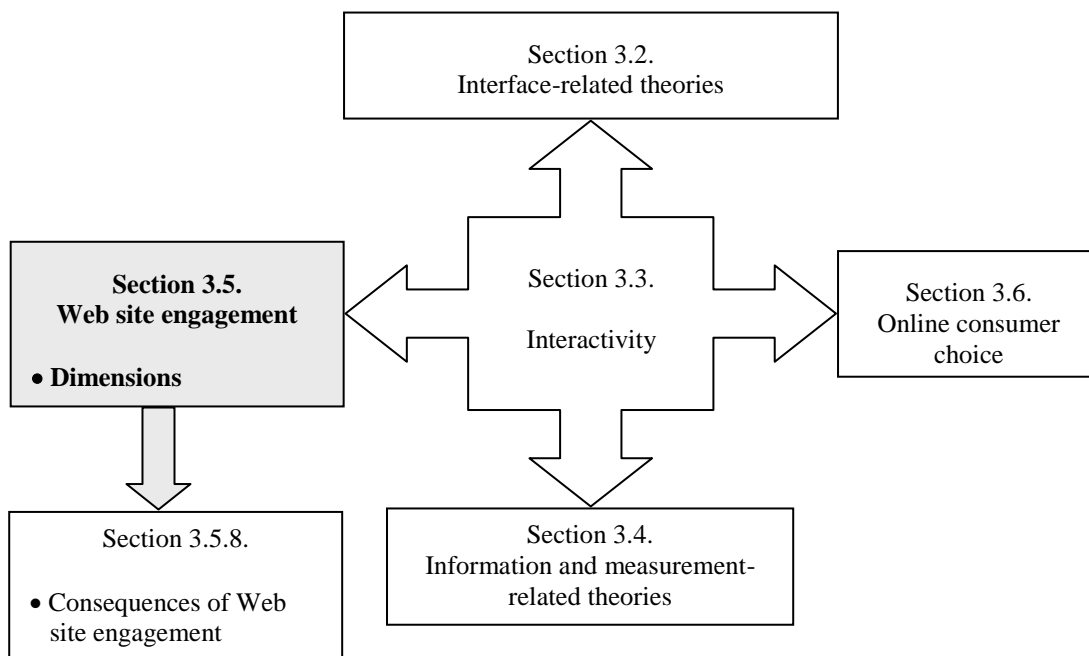 Section 3.2.
Interface-related theories
Section 3.5.
Web site engagement
• Dimensions
Section 3.3.
Interactivity
Section 3.6.
Online consumer
choice
Section 3.5.8.
• Consequences of Web
site engagement
Section 3.4.
Information and measurement-
related theories